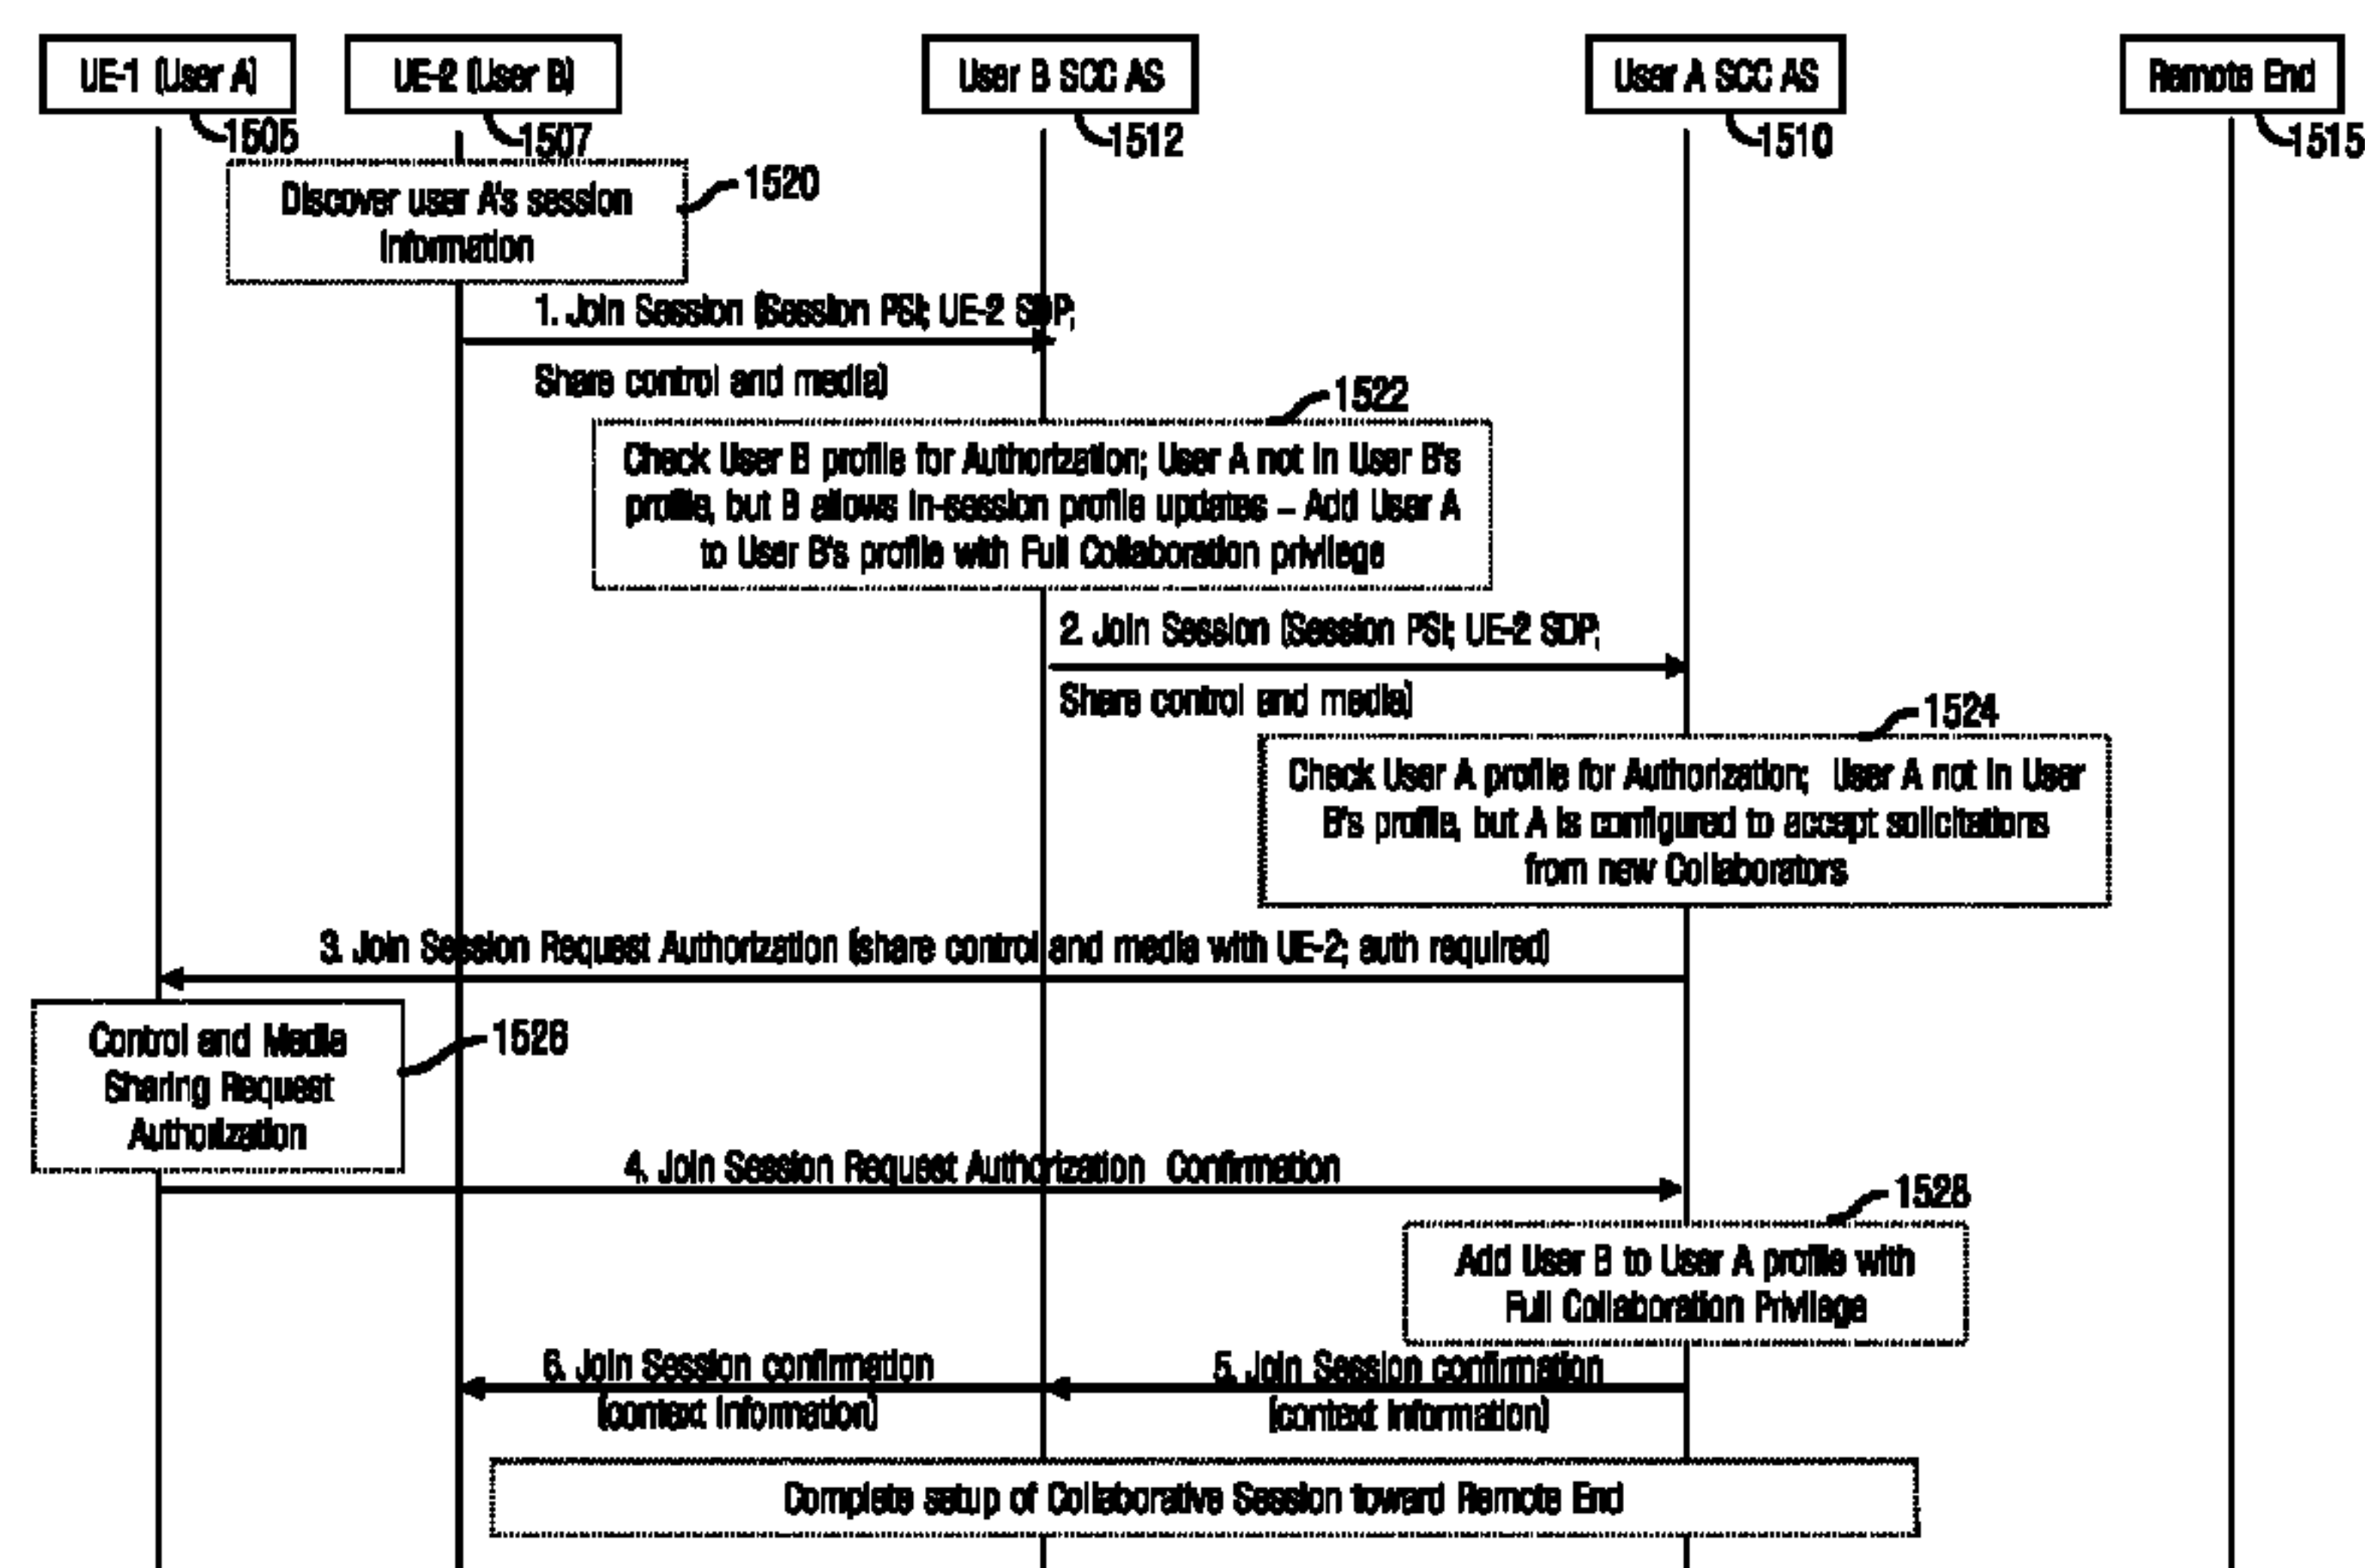 UE-1 (User A)
UE-2 (User B)
User B SCC AS
User A SCC AS
Remote End
1505
1507
1512
1510
1515
Discover user A's session
Information
1520
1. Join Session (Session PSI; UE-2 SDP;
Share control and media)
1522
Check User B profile for Authorization; User A not in User B's
profile, but B allows in-session profile updates – Add User A
to User B's profile with Full Collaboration privilege
2. Join Session (Session PSI; UE-2 SDP;
Share control and media)
1524
Check User A profile for Authorization; User A not in User
B's profile, but A is configured to accept solicitations
from new Collaborators
3. Join Session Request Authorization (share control and media with UE-2; auth required)
Control and Media
Sharing Request
Authorization
1526
4. Join Session Request Authorization Confirmation
1528
Add User B to User A profile with
Full Collaboration Privilege
6. Join Session confirmation
(context information)
5. Join Session confirmation
(context information)
Complete setup of Collaborative Session toward Remote End